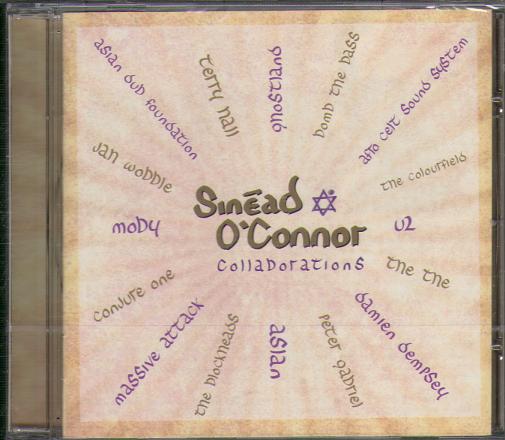 asian dub foundation
terry hall
ghostland
bomb the bass
afro celt sound system
jah wobble
the colourfield
moby
Sinéad
O'Connor
collaborations
U2
the the
conjure one
massive attack
the blockheads
aslan
peter gabriel
damien dempsey